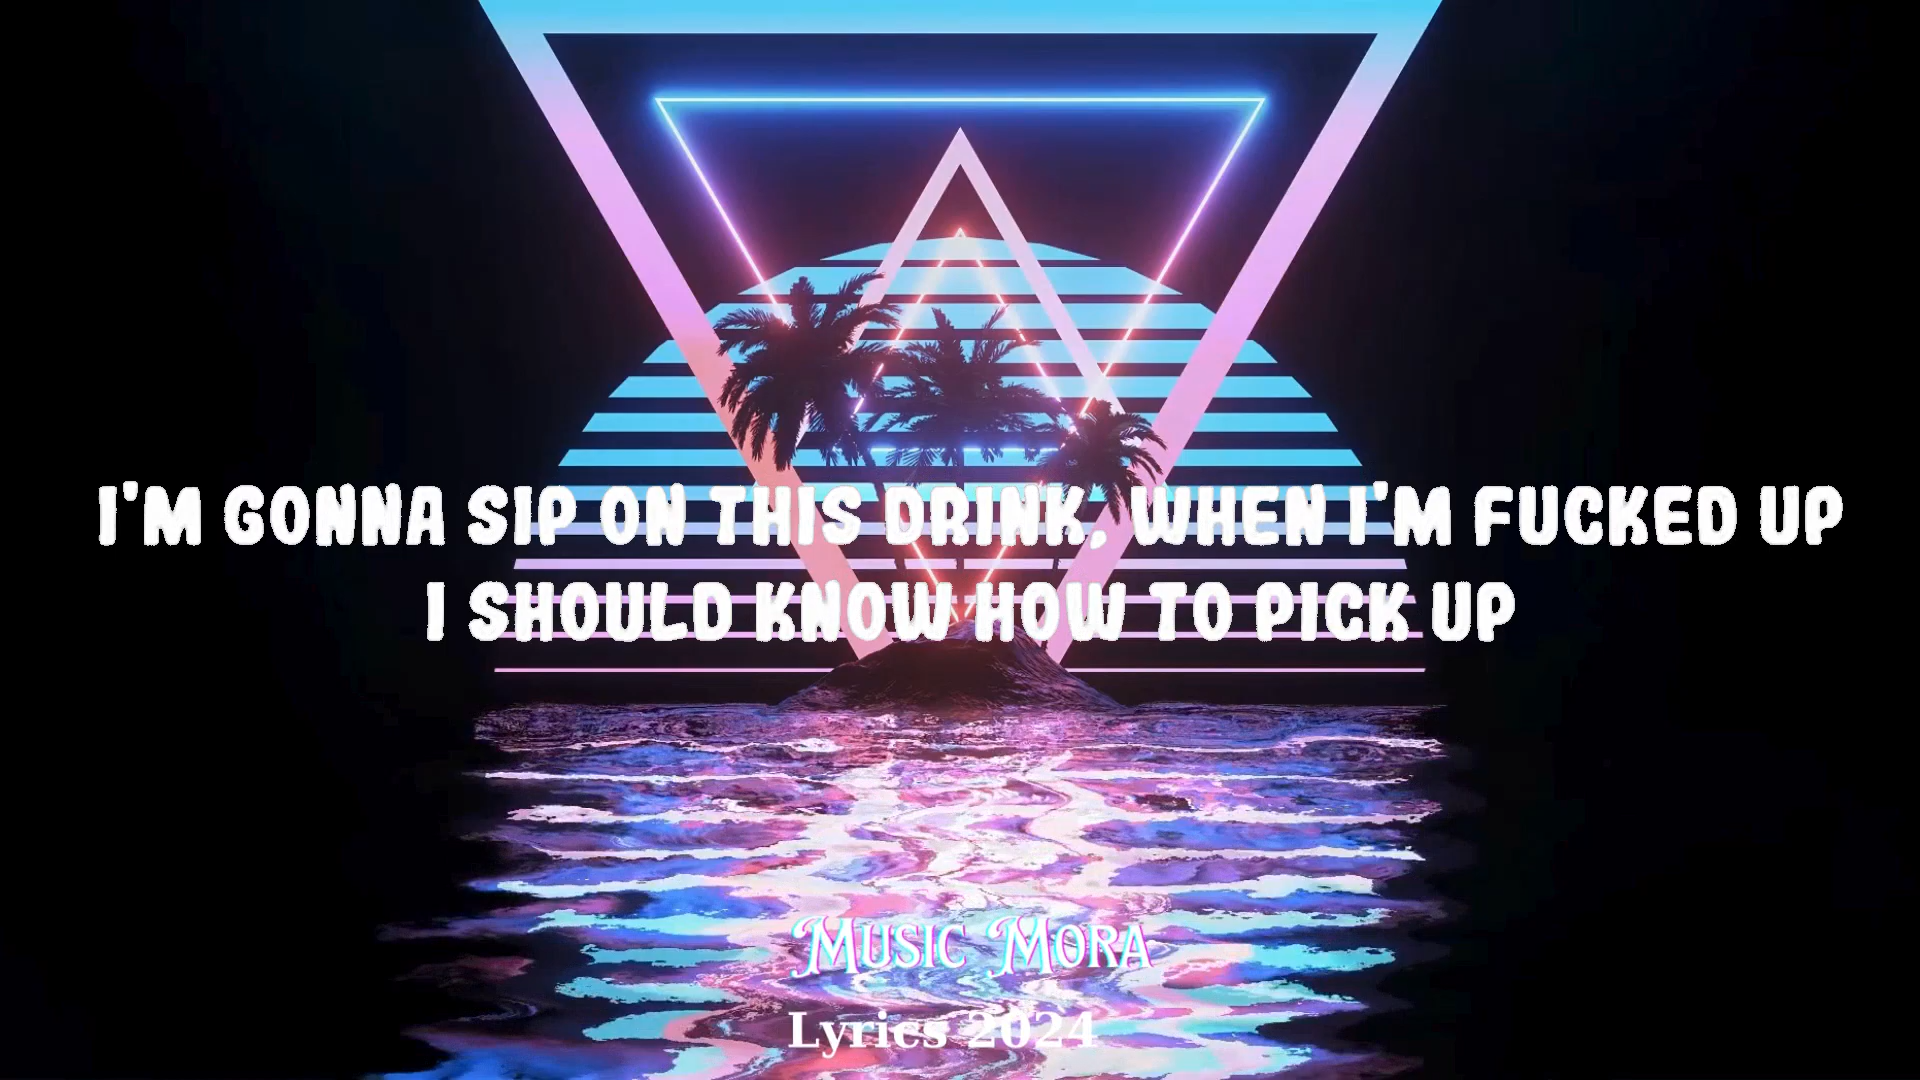 I'M GONNA SIP ON THIS DRINK, WHEN I'M FUCKED UP
I SHOULD KNOW HOW TO PICK UP
MUSIC MORA
Lyrics 2024